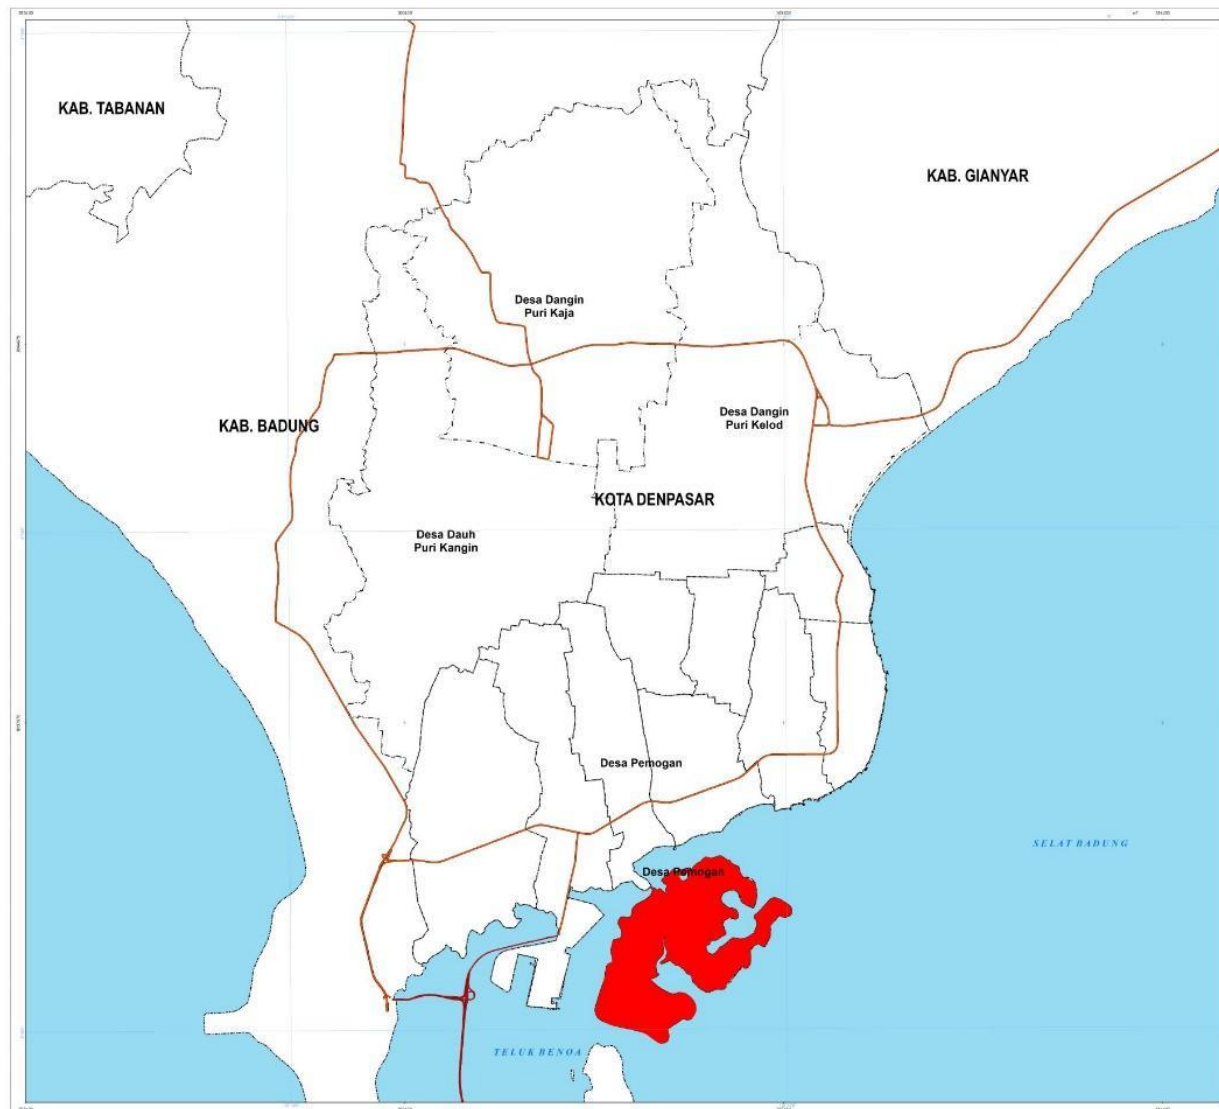 KAB. TABANAN
KAB. GIANYAR
Desa Dangin
Puri Kaja
Desa Dangin
Puri Kelod
KAB. BADUNG
KOTA DENPASAR
Desa Dauh
Puri Kangin
Desa Pemogan
SELAT BADUNG
Desa Pemogan
TELUK BENOA